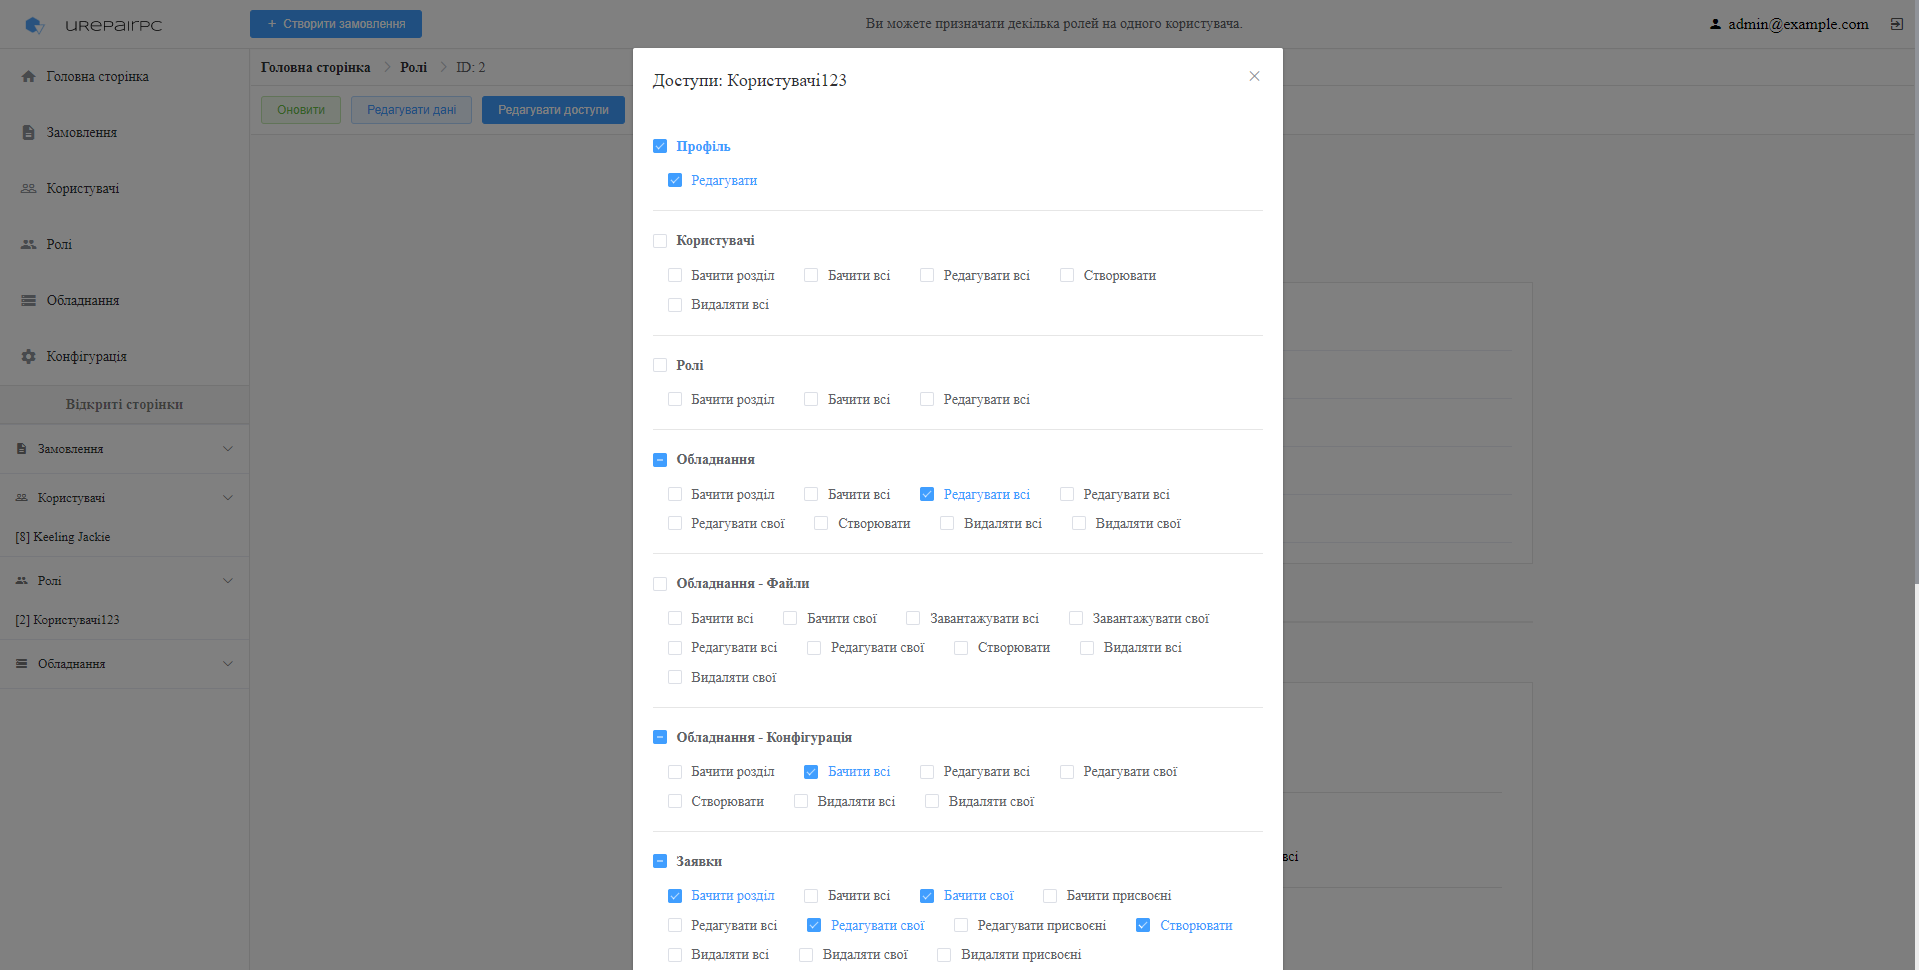 UREPAIRPC
+ Створити замовлення
Ви можете призначати декілька ролей на одного користувача.
admin@example.com
Головна сторінка
Замовлення
Користувачі
Ролі
Обладнання
Конфігурація
Відкриті сторінки
Замовлення
Користувачі
[8] Keeling Jackie
Ролі
[2] Користувачі123
Обладнання
Головна сторінка > Ролі > ID: 2
Оновити Редагувати дані Редагувати доступи
Доступи: Користувачі123
Профіль
Редагувати
Користувачі
Бачити розділ Бачити всі Редагувати всі Створювати
Видаляти всі
Ролі
Бачити розділ Бачити всі Редагувати всі
Обладнання
Бачити розділ Бачити всі Редагувати всі Редагувати всі
Редагувати свої Створювати Видаляти всі Видаляти свої
Обладнання - Файли
Бачити всі Бачити свої Завантажувати всі Завантажувати свої
Редагувати всі Редагувати свої Створювати Видаляти всі
Видаляти свої
Обладнання - Конфігурація
Бачити розділ Бачити всі Редагувати всі Редагувати свої
Створювати Видаляти всі Видаляти свої
Заявки
Бачити розділ Бачити всі Бачити свої Бачити присвоєні
Редагувати всі Редагувати свої Редагувати присвоєні Створювати
Видаляти всі Видаляти свої Видаляти присвоєні
всі